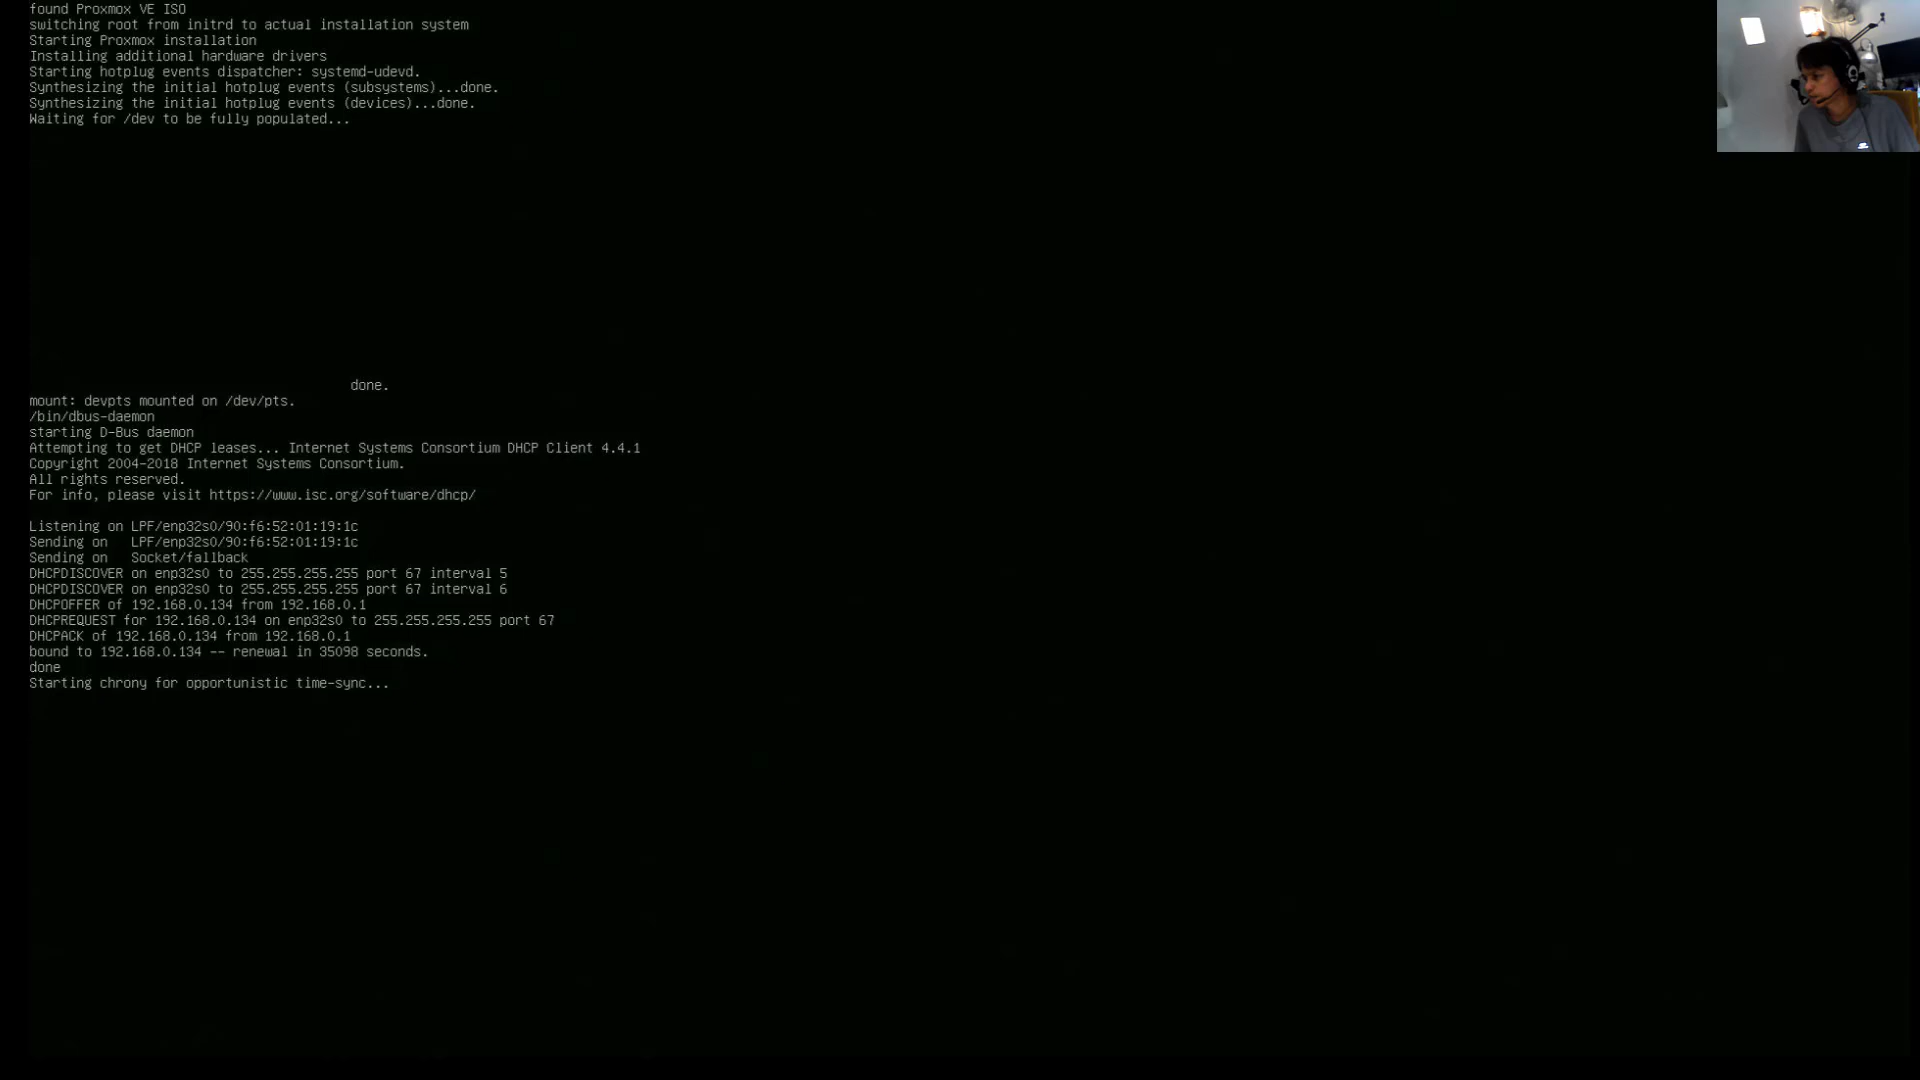 found Proxmox VE ISO
switching root from initrd to actual installation system
Starting Proxmox installation
Installing additional hardware drivers
Starting hotplug events dispatcher: systemd-udevd.
Synthesizing the initial hotplug events (subsystems)...done.
Synthesizing the initial hotplug events (devices)...done.
Waiting for /dev to be fully populated...
done.
mount: devpts mounted on /dev/pts.
/bin/dbus-daemon
starting D-Bus daemon
Attempting to get DHCP leases... Internet Systems Consortium DHCP Client 4.4.1
Copyright 2004-2018 Internet Systems Consortium.
All rights reserved.
For info, please visit https://www.isc.org/software/dhcp/
Listening on LPF/enp32s0/90:f6:52:01:19:1c
Sending on   LPF/enp32s0/90:f6:52:01:19:1c
Sending on   Socket/fallback
DHCPDISCOVER on enp32s0 to 255.255.255.255 port 67 interval 5
DHCPDISCOVER on enp32s0 to 255.255.255.255 port 67 interval 6
DHCPOFFER of 192.168.0.134 from 192.168.0.1
DHCPREQUEST for 192.168.0.134 on enp32s0 to 255.255.255.255 port 67
DHCPACK of 192.168.0.134 from 192.168.0.1
bound to 192.168.0.134 -- renewal in 35098 seconds.
done
Starting chrony for opportunistic time-sync...